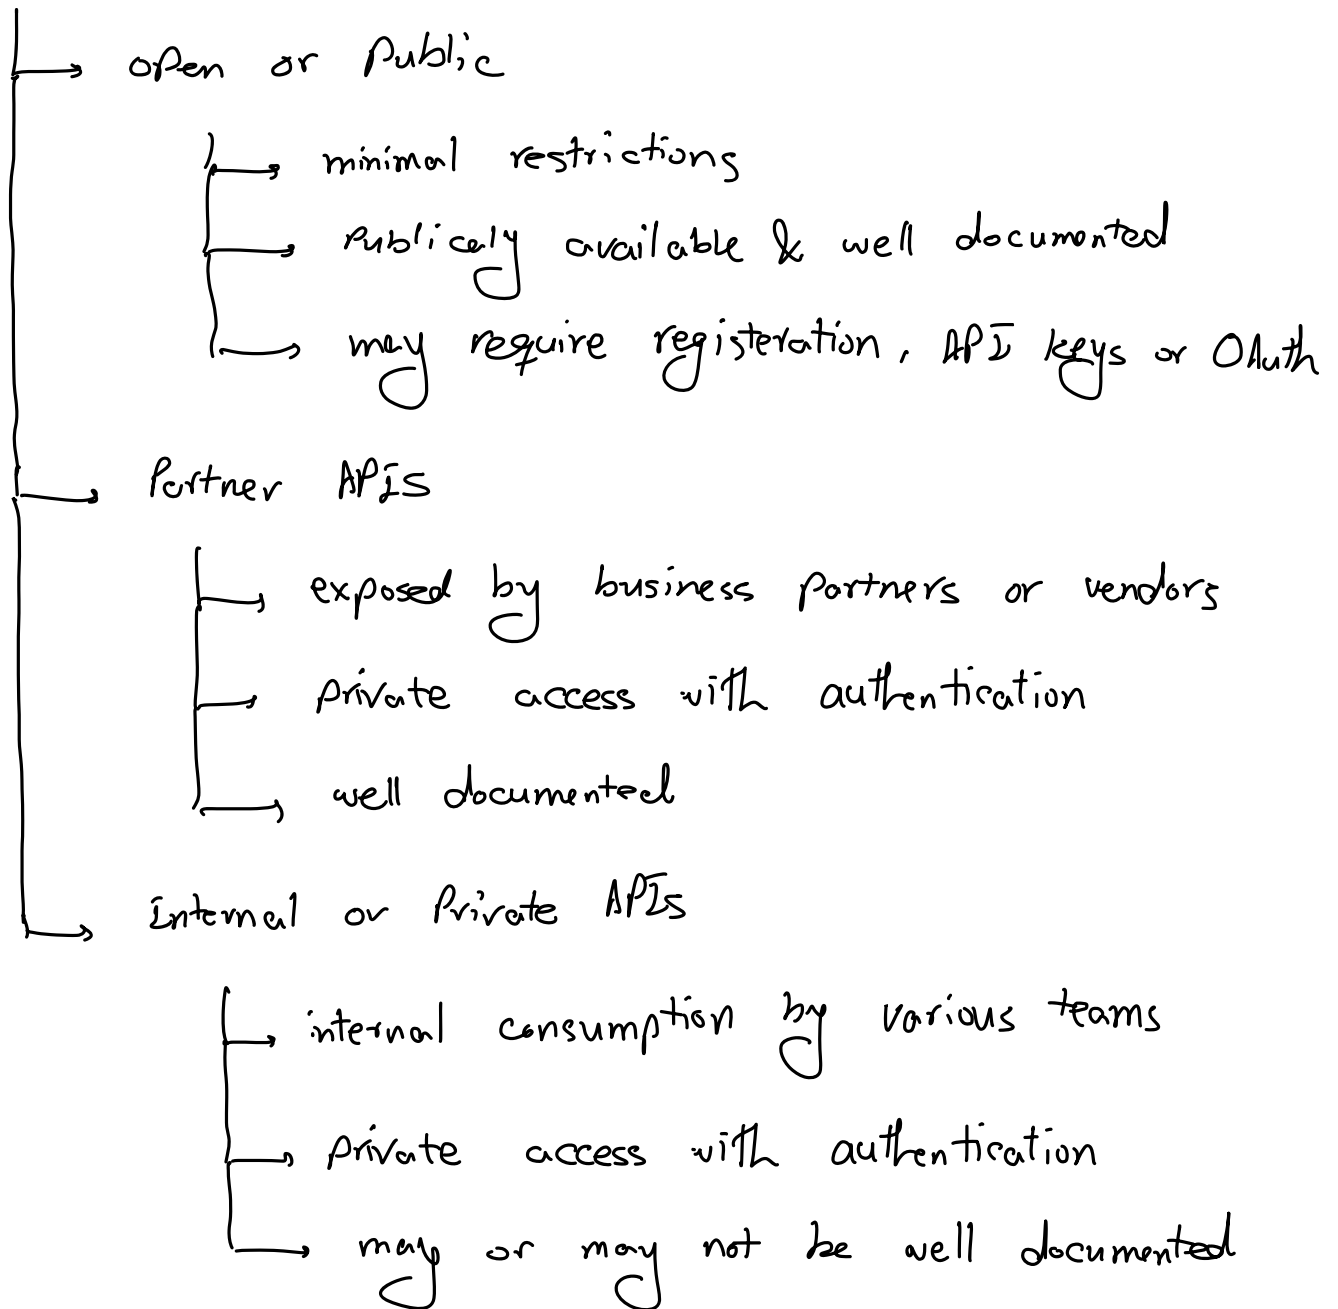 open or Public
minimal restrictions
Publicaly available & well documented
may require registeration, API keys or OAuth
Partner APIs
exposed by business partners or vendors
private access with authentication
well documented
Internal or Private APIs
internal consumption by various teams
private access with authentication
may or may not be well documented